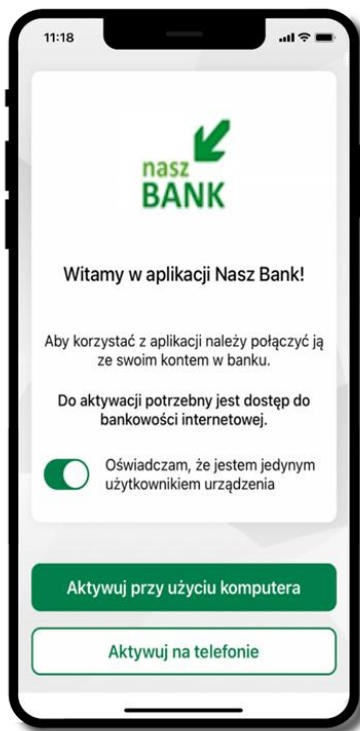 11:18
nasz
BANK
Witamy w aplikacji Nasz Bank!
Aby korzystać z aplikacji należy połączyć ją
ze swoim kontem w banku.
Do aktywacji potrzebny jest dostęp do
bankowości internetowej.
Oświadczam, że jestem jedynym
użytkownikiem urządzenia
Aktywuj przy użyciu komputera
Aktywuj na telefonie